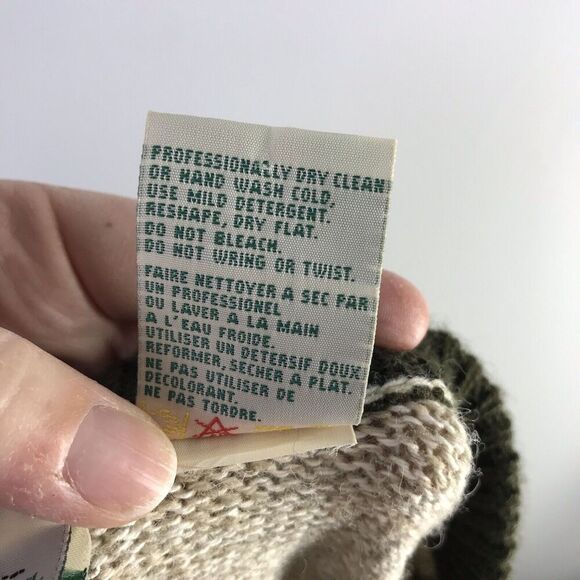 PROFESSIONALLY DRY CLEAN
OR HAND WASH COLD.
USE MILD DETERGENT.
RESHAPE, DRY FLAT.
DO NOT BLEACH.
DO NOT WRING OR TWIST.
FAIRE NETTOYER A SEC PAR
UN PROFESSIONEL
OU LAVER A LA MAIN
A L'EAU FROIDE.
UTILISER UN DETERSIF DOUX.
REFORMER, SECHER A PLAT.
NE PAS UTILISER DE
DECOLORANT.
NE PAS TORDRE.